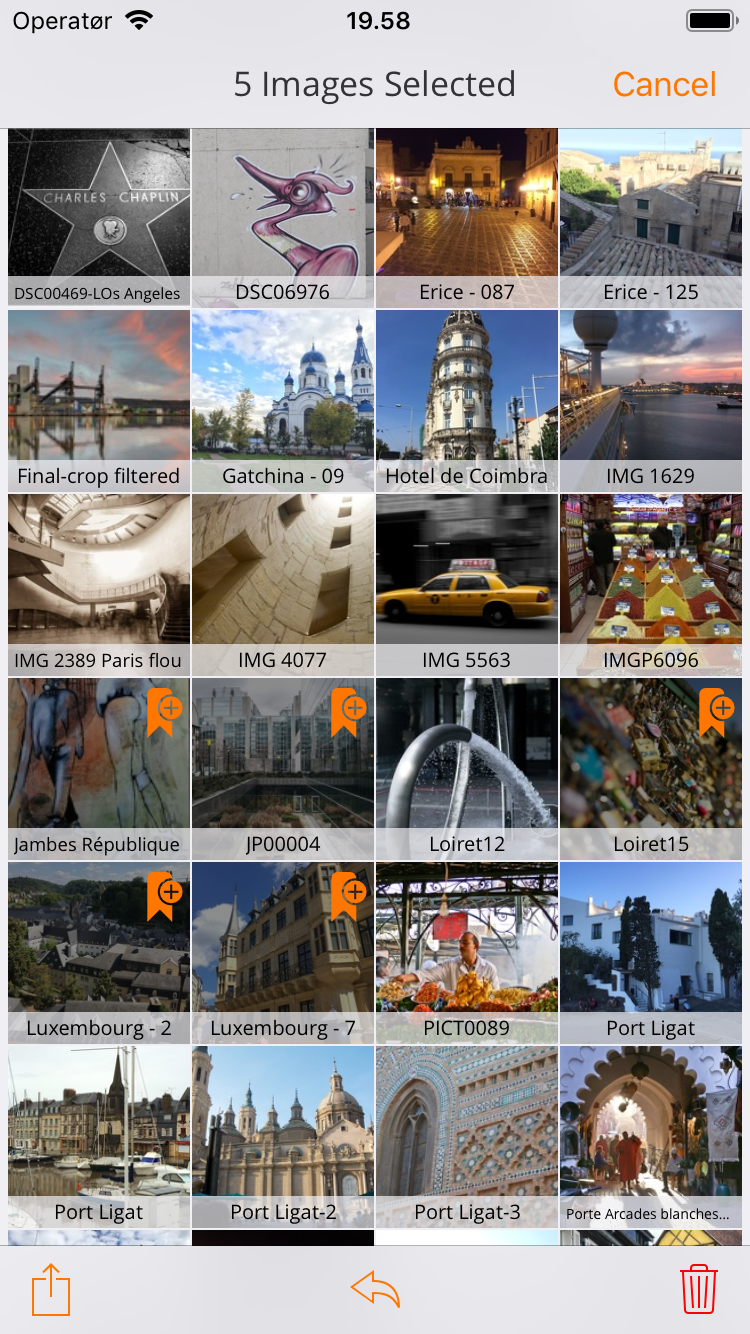 Operatør
19.58
5 Images Selected
Cancel
CHARLES CHAPLIN
DSC00469-LOs Angeles
DSC06976
Erice - 087
Erice - 125
Final-crop filtered
Gatchina - 09
Hotel de Coimbra
IMG 1629
IMG 2389 Paris flou
IMG 4077
IMG 5563
IMGP6096
Jambes République
JP00004
Loiret12
Loiret15
Luxembourg - 2
Luxembourg - 7
PICT0089
Port Ligat
Port Ligat
Port Ligat-2
Port Ligat-3
Porte Arcades blanches...